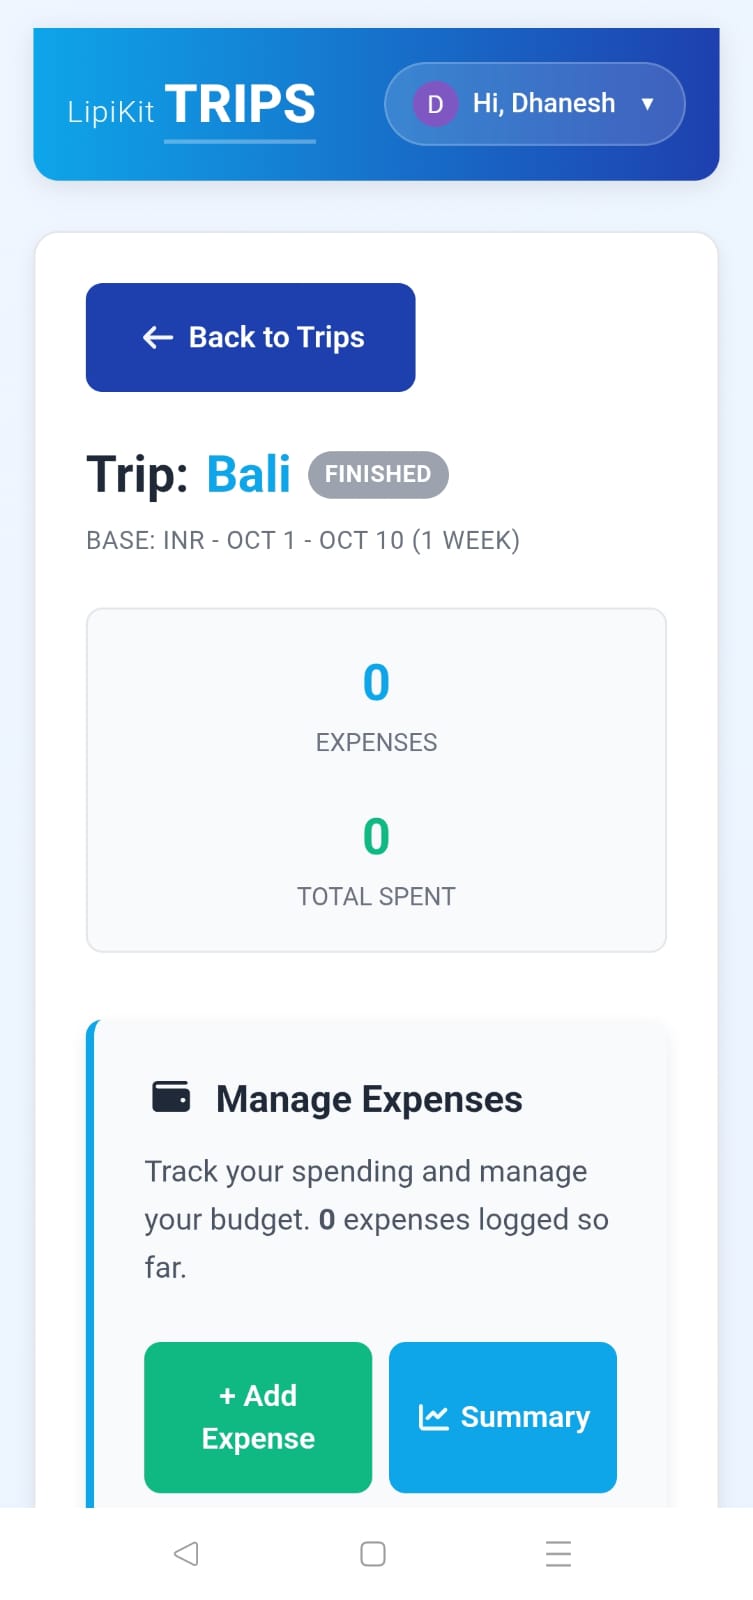 LipiKit TRIPS
D Hi, Dhanesh ▼
← Back to Trips
Trip: Bali FINISHED
BASE: INR - OCT 1 - OCT 10 (1 WEEK)
0
EXPENSES
0
TOTAL SPENT
Manage Expenses
Track your spending and manage
your budget. 0 expenses logged so
far.
+ Add
Expense
Summary